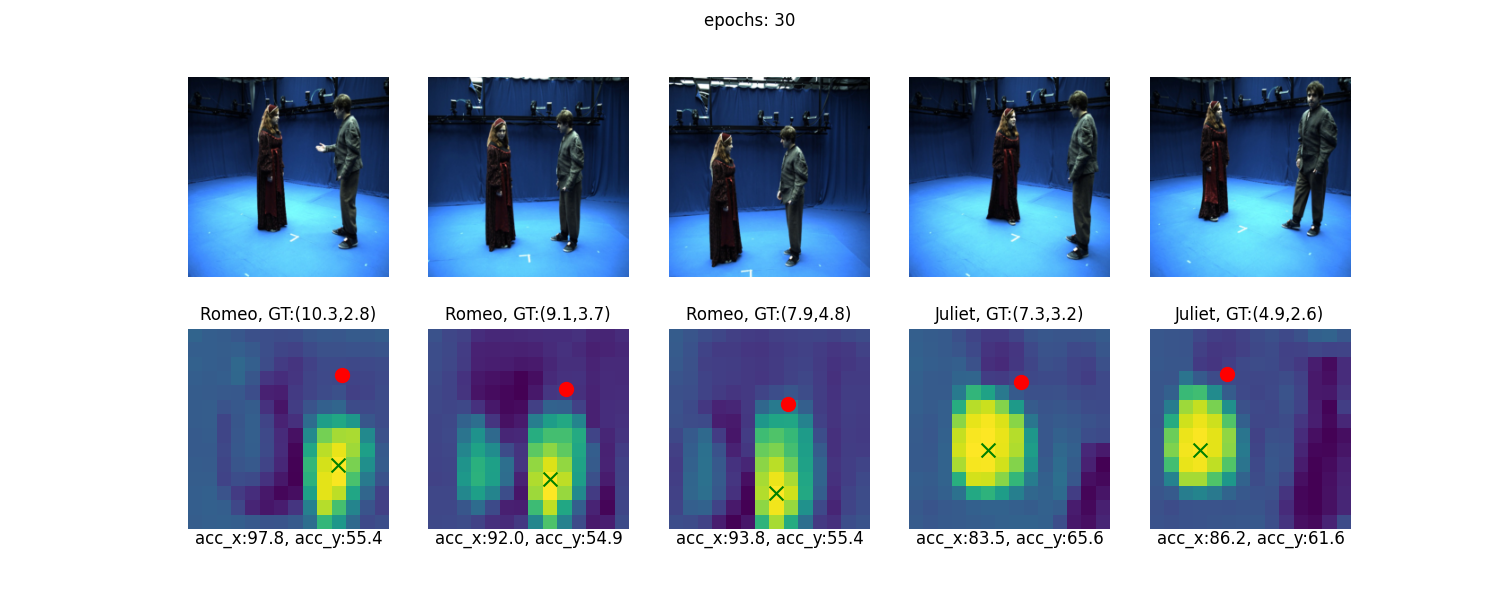 epochs: 30
Romeo, GT:(10.3,2.8)
Romeo, GT:(9.1,3.7)
Romeo, GT:(7.9,4.8)
Juliet, GT:(7.3,3.2)
Juliet, GT:(4.9,2.6)
acc_x:97.8, acc_y:55.4
acc_x:92.0, acc_y:54.9
acc_x:93.8, acc_y:55.4
acc_x:83.5, acc_y:65.6
acc_x:86.2, acc_y:61.6